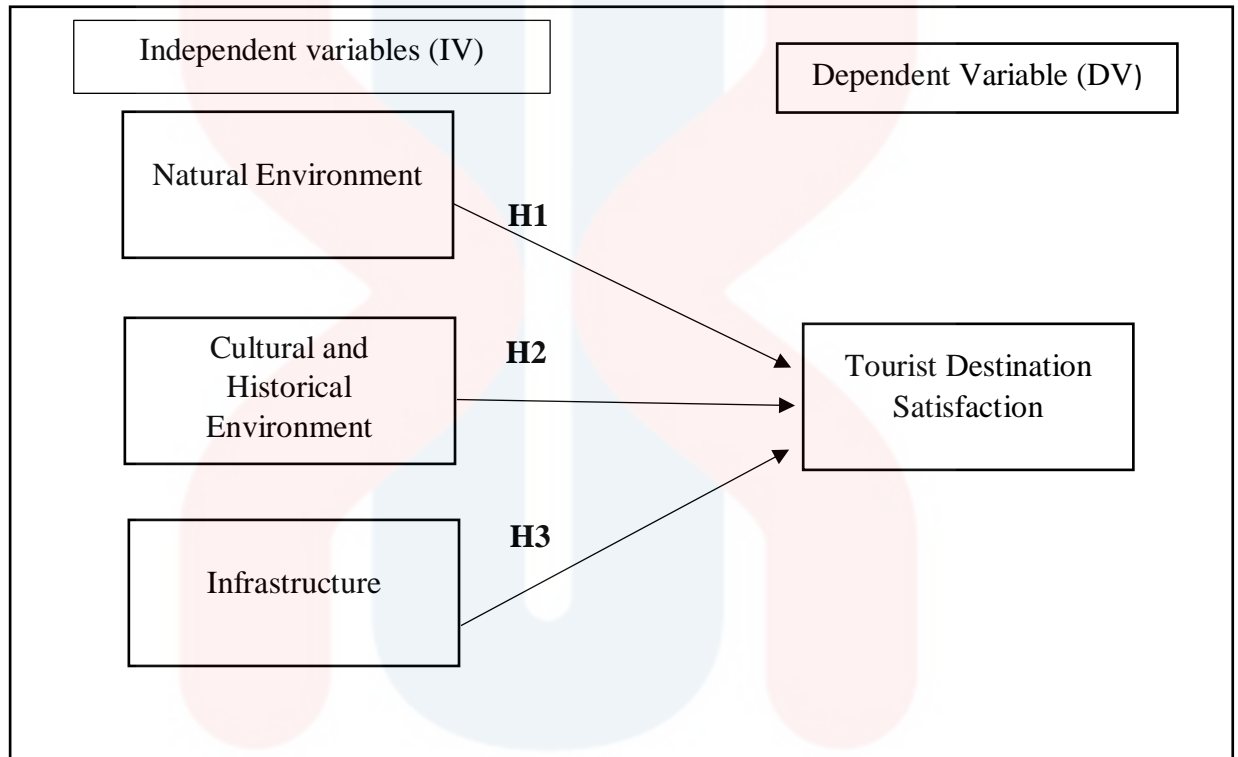 Independent variables (IV)
Dependent Variable (DV)
Natural Environment
H1
Cultural and
Historical
Environment
H2
Tourist Destination
Satisfaction
H3
Infrastructure